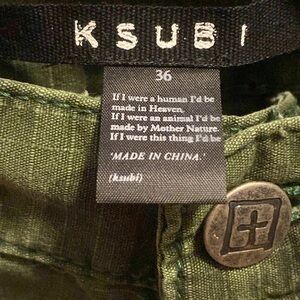 KSUBI
36
If I were a human I'd be
made in Heaven.
If I were an animal I'd be
made by Mother Nature.
If I were this thing I'd be
'MADE IN CHINA.'
(ksubi)